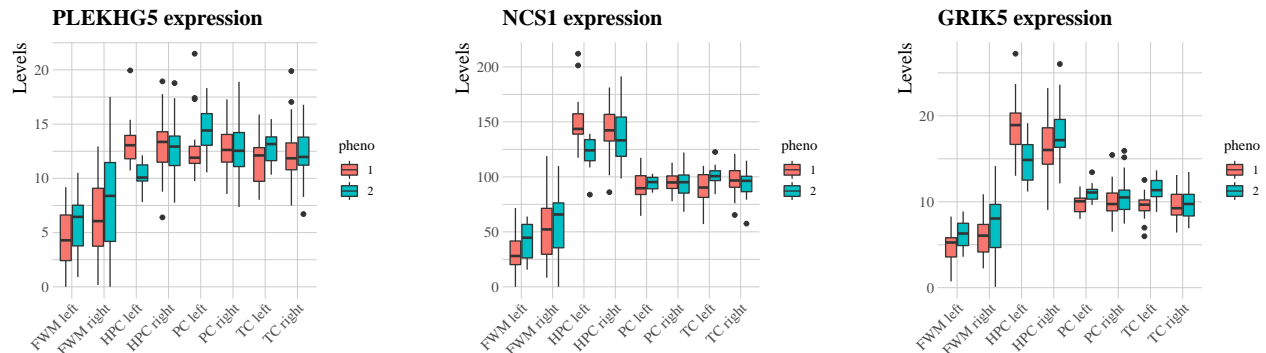 PLEKHG5 expression
Levels
20
15
10
5
0
FWM left
FWM right
HPC left
HPC right
PC left
PC right
TC left
TC right
pheno
1
2
NCS1 expression
Levels
200
150
100
50
0
FWM left
FWM right
HPC left
HPC right
PC left
PC right
TC left
TC right
pheno
1
2
GRIK5 expression
Levels
20
10
0
FWM left
FWM right
HPC left
HPC right
PC left
PC right
TC left
TC right
pheno
1
2